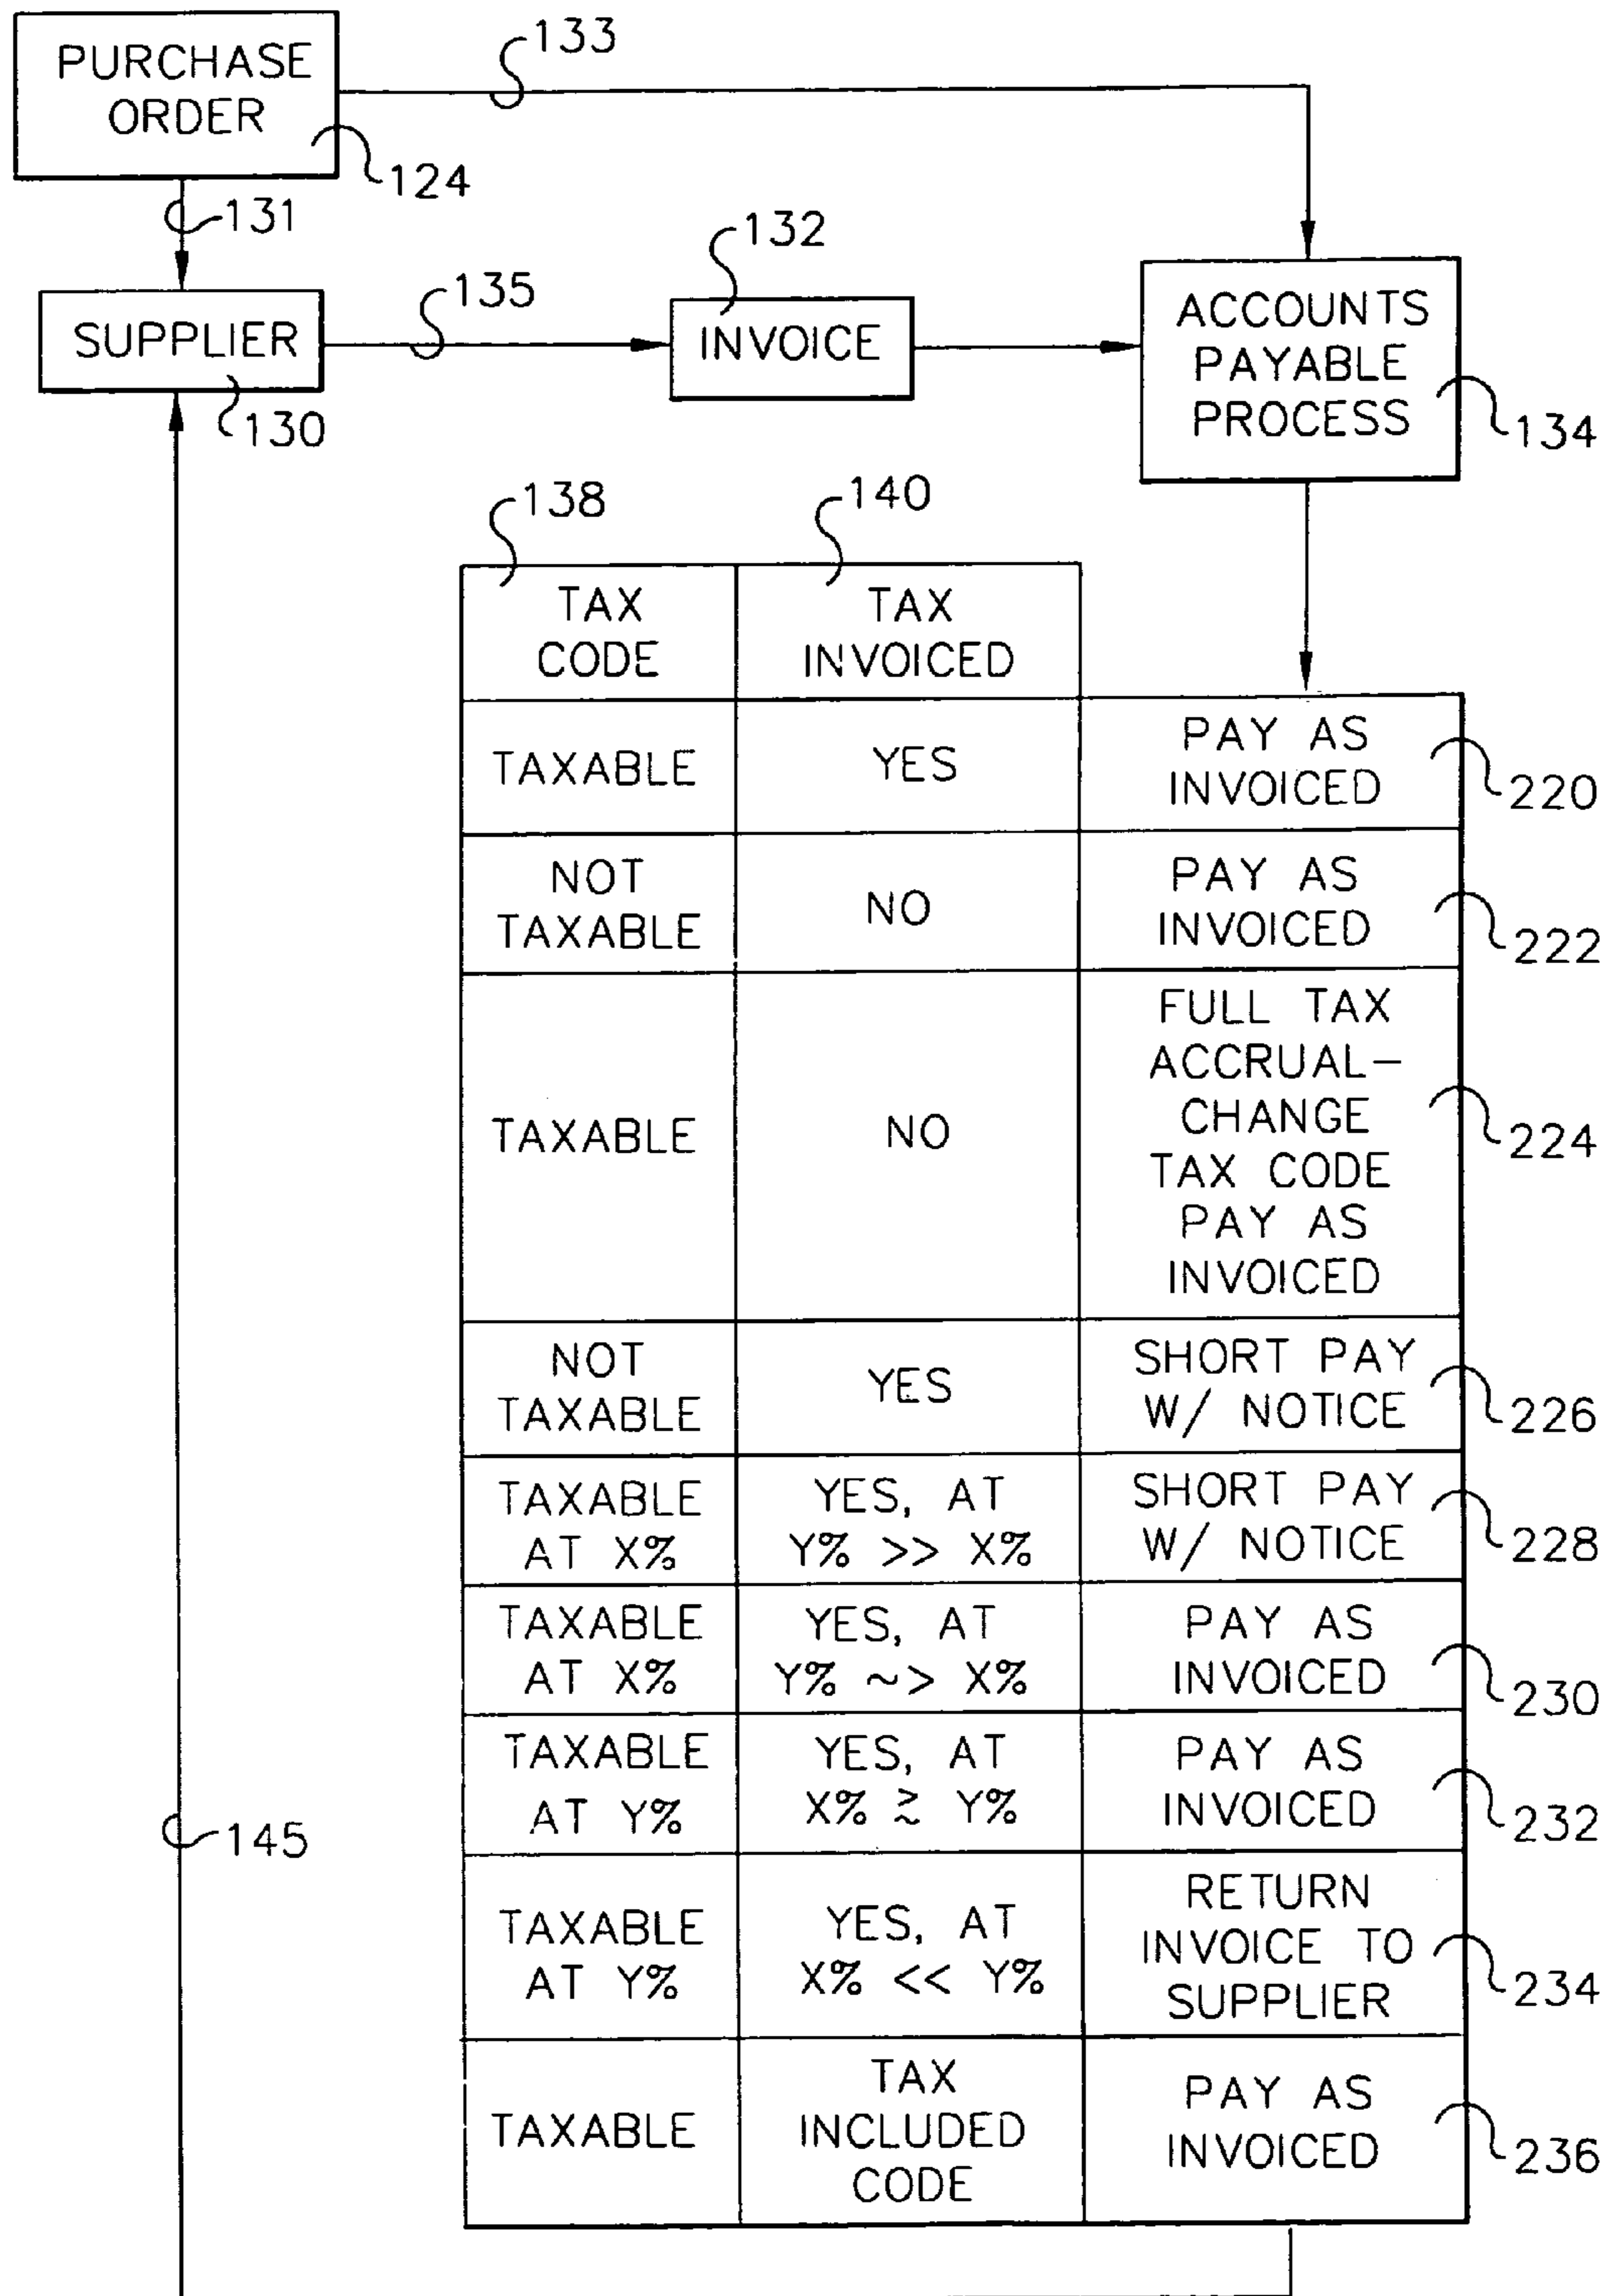 PURCHASE
ORDER
133
124
131
132
135
SUPPLIER
INVOICE
ACCOUNTS
PAYABLE
PROCESS
130
134
138
140
TAX
CODE
TAX
INVOICED
TAXABLE
YES
PAY AS
INVOICED
220
NOT
TAXABLE
NO
PAY AS
INVOICED
222
TAXABLE
NO
FULL TAX
ACCRUAL-
CHANGE
TAX CODE
PAY AS
INVOICED
224
NOT
TAXABLE
YES
SHORT PAY
W/ NOTICE
226
TAXABLE
AT X%
YES, AT
Y% >> X%
SHORT PAY
W/ NOTICE
228
TAXABLE
AT X%
YES, AT
Y% ~> X%
PAY AS
INVOICED
230
TAXABLE
AT Y%
YES, AT
X% ≳ Y%
PAY AS
INVOICED
232
145
TAXABLE
AT Y%
YES, AT
X% << Y%
RETURN
INVOICE TO
SUPPLIER
234
TAXABLE
TAX
INCLUDED
CODE
PAY AS
INVOICED
236